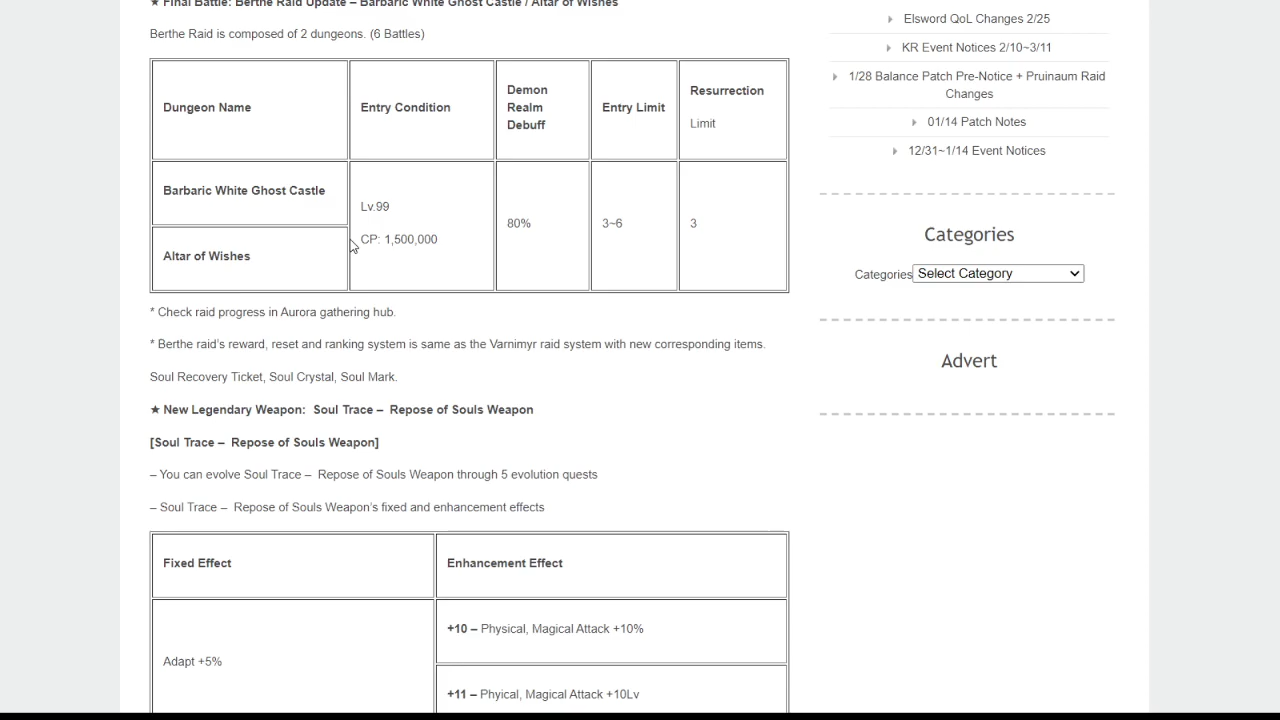 ★ Final Battle: Berthe Raid Update – Barbaric White Ghost Castle / Altar of Wishes
Berthe Raid is composed of 2 dungeons. (6 Battles)
Dungeon Name
Entry Condition
Demon
Realm
Debuff
Entry Limit
Resurrection
Limit
Barbaric White Ghost Castle
Altar of Wishes
Lv.99
CP: 1,500,000
80%
3~6
3
* Check raid progress in Aurora gathering hub.
* Berthe raid's reward, reset and ranking system is same as the Varnimyr raid system with new corresponding items.
Soul Recovery Ticket, Soul Crystal, Soul Mark.
★ New Legendary Weapon:  Soul Trace –  Repose of Souls Weapon
[Soul Trace –  Repose of Souls Weapon]
– You can evolve Soul Trace –  Repose of Souls Weapon through 5 evolution quests
– Soul Trace –  Repose of Souls Weapon's fixed and enhancement effects
Fixed Effect
Enhancement Effect
Adapt +5%
+10 – Physical, Magical Attack +10%
+11 – Phyical, Magical Attack +10Lv
Elsword QoL Changes 2/25
KR Event Notices 2/10~3/11
1/28 Balance Patch Pre-Notice + Pruinaum Raid
Changes
01/14 Patch Notes
12/31~1/14 Event Notices
Categories
Categories Select Category
Advert